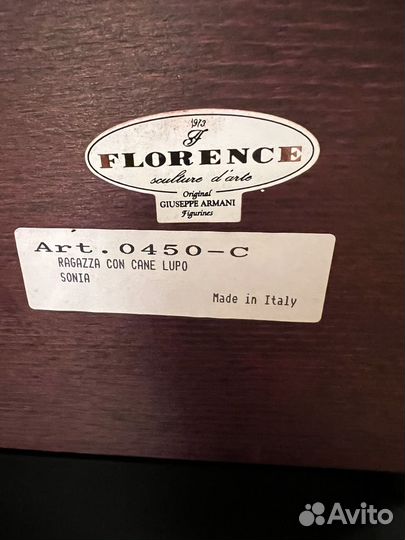 1973
F
FLORENCE
sculture d'arte
Original
GIUSEPPE ARMANI
Figurines
Art.0450-C
RAGAZZA CON CANE LUPO
SONIA
Made in Italy
Avito